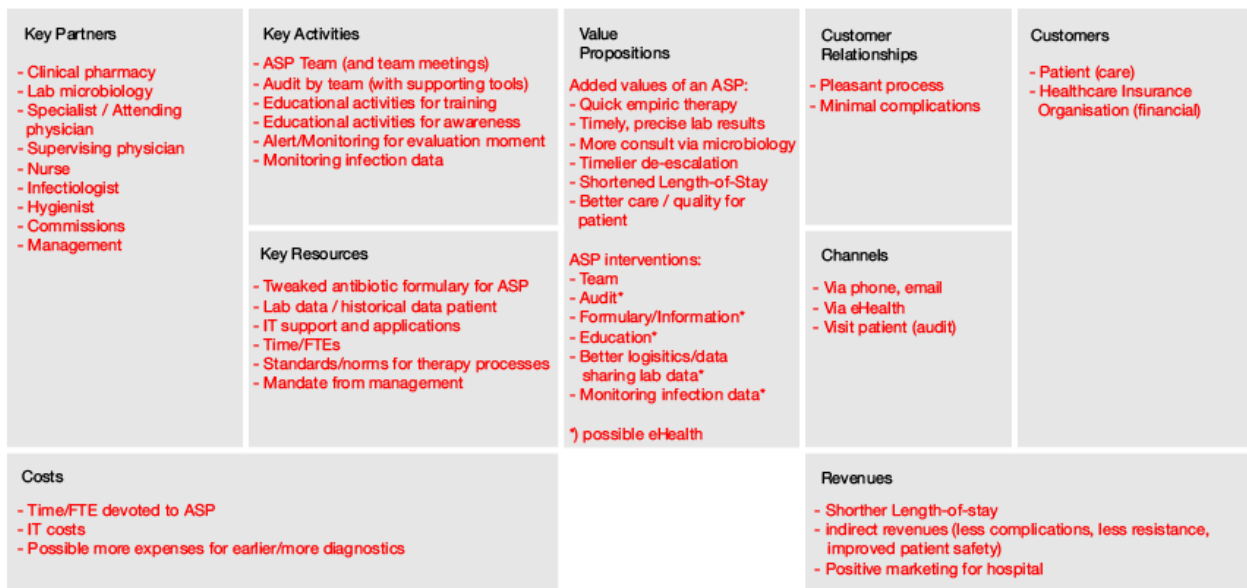 Key Partners
- Clinical pharmacy
- Lab microbiology
- Specialist / Attending
physician
- Supervising physician
- Nurse
- Infectiologist
- Hygienist
- Commissions
- Management
Key Activities
- ASP Team (and team meetings)
- Audit by team (with supporting tools)
- Educational activities for training
- Educational activities for awareness
- Alert/Monitoring for evaluation moment
- Monitoring infection data
Key Resources
- Tweaked antibiotic formulary for ASP
- Lab data / historical data patient
- IT support and applications
- Time/FTEs
- Standards/norms for therapy processes
- Mandate from management
Value
Propositions
Added values of an ASP:
- Quick empiric therapy
- Timely, precise lab results
- More consult via microbiology
- Timelier de-escalation
- Shortened Length-of-Stay
- Better care / quality for
patient
ASP interventions:
- Team
- Audit*
- Formulary/Information*
- Education*
- Better logisitics/data
sharing lab data*
- Monitoring infection data*
*) possible eHealth
Customer
Relationships
- Pleasant process
- Minimal complications
Channels
- Via phone, email
- Via eHealth
- Visit patient (audit)
Customers
- Patient (care)
- Healthcare Insurance
Organisation (financial)
Costs
- Time/FTE devoted to ASP
- IT costs
- Possible more expenses for earlier/more diagnostics
Revenues
- Shorther Length-of-stay
- indirect revenues (less complications, less resistance,
improved patient safety)
- Positive marketing for hospital